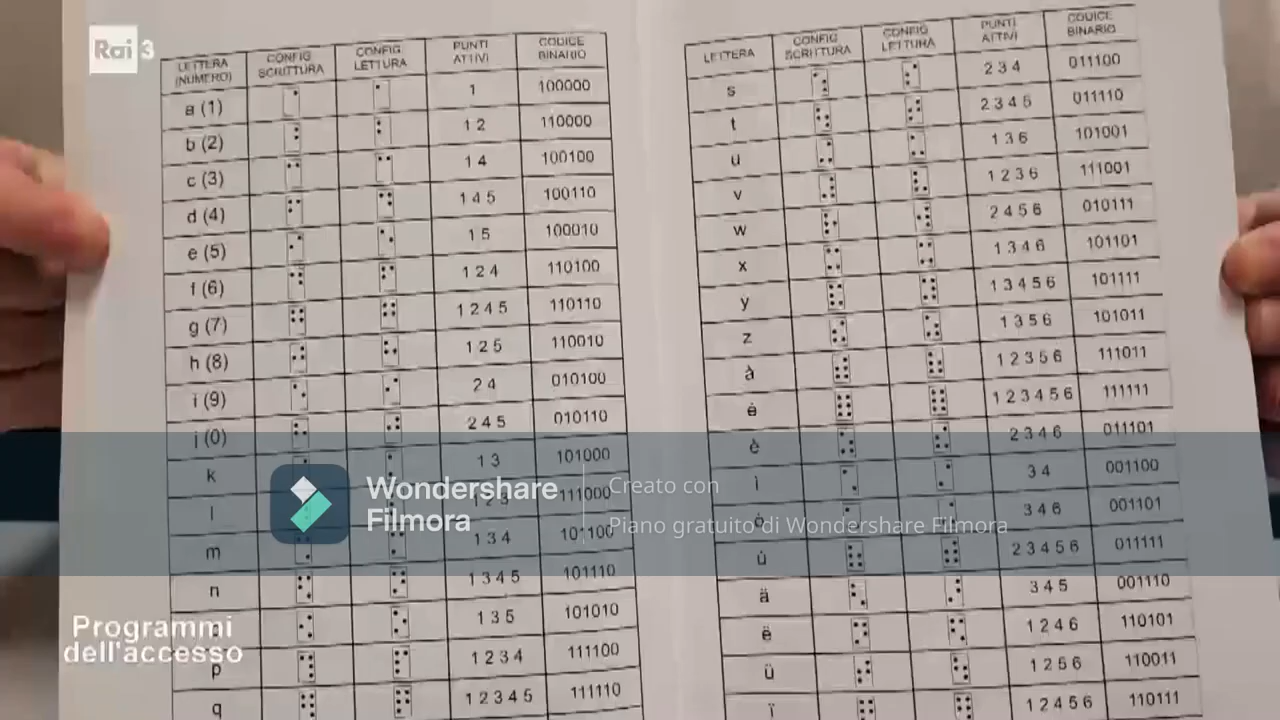 Rai 3
LETTERA (NUMERO) CONFIG SCRITTURA CONFIG LETTURA PUNTI ATTIVI CODICE BINARIO
a (1) 1 100000
b (2) 1 2 110000
c (3) 1 4 100100
d (4) 1 4 5 100110
e (5) 1 5 100010
f (6) 1 2 4 110100
g (7) 1 2 4 5 110110
h (8) 1 2 5 110010
i (9) 2 4 010100
j (0) 2 4 5 010110
k 1 3 101000
l 1 2 3 111000
m 1 3 4 101100
n 1 3 4 5 101110
1 3 5 101010
p 1 2 3 4 111100
q 1 2 3 4 5 111110
LETTERA CONFIG SCRITTURA CONFIG LETTURA PUNTI ATTIVI CODICE BINARIO
s 2 3 4 011100
t 2 3 4 5 011110
u 1 3 6 101001
v 1 2 3 6 111001
w 2 4 5 6 010111
x 1 3 4 6 101101
y 1 3 4 5 6 101111
z 1 3 5 6 101011
à 1 2 3 5 6 111011
é 1 2 3 4 5 6 111111
è 2 3 4 6 011101
ì 3 4 001100
ò 3 4 6 001101
ù 2 3 4 5 6 011111
ä 3 4 5 001110
ë 1 2 4 6 110101
ü 1 2 5 6 110011
ï 1 2 4 5 6 110111
Wondershare
Filmora
Creato con
Piano gratuito di Wondershare Filmora
Programmi
dell'accesso